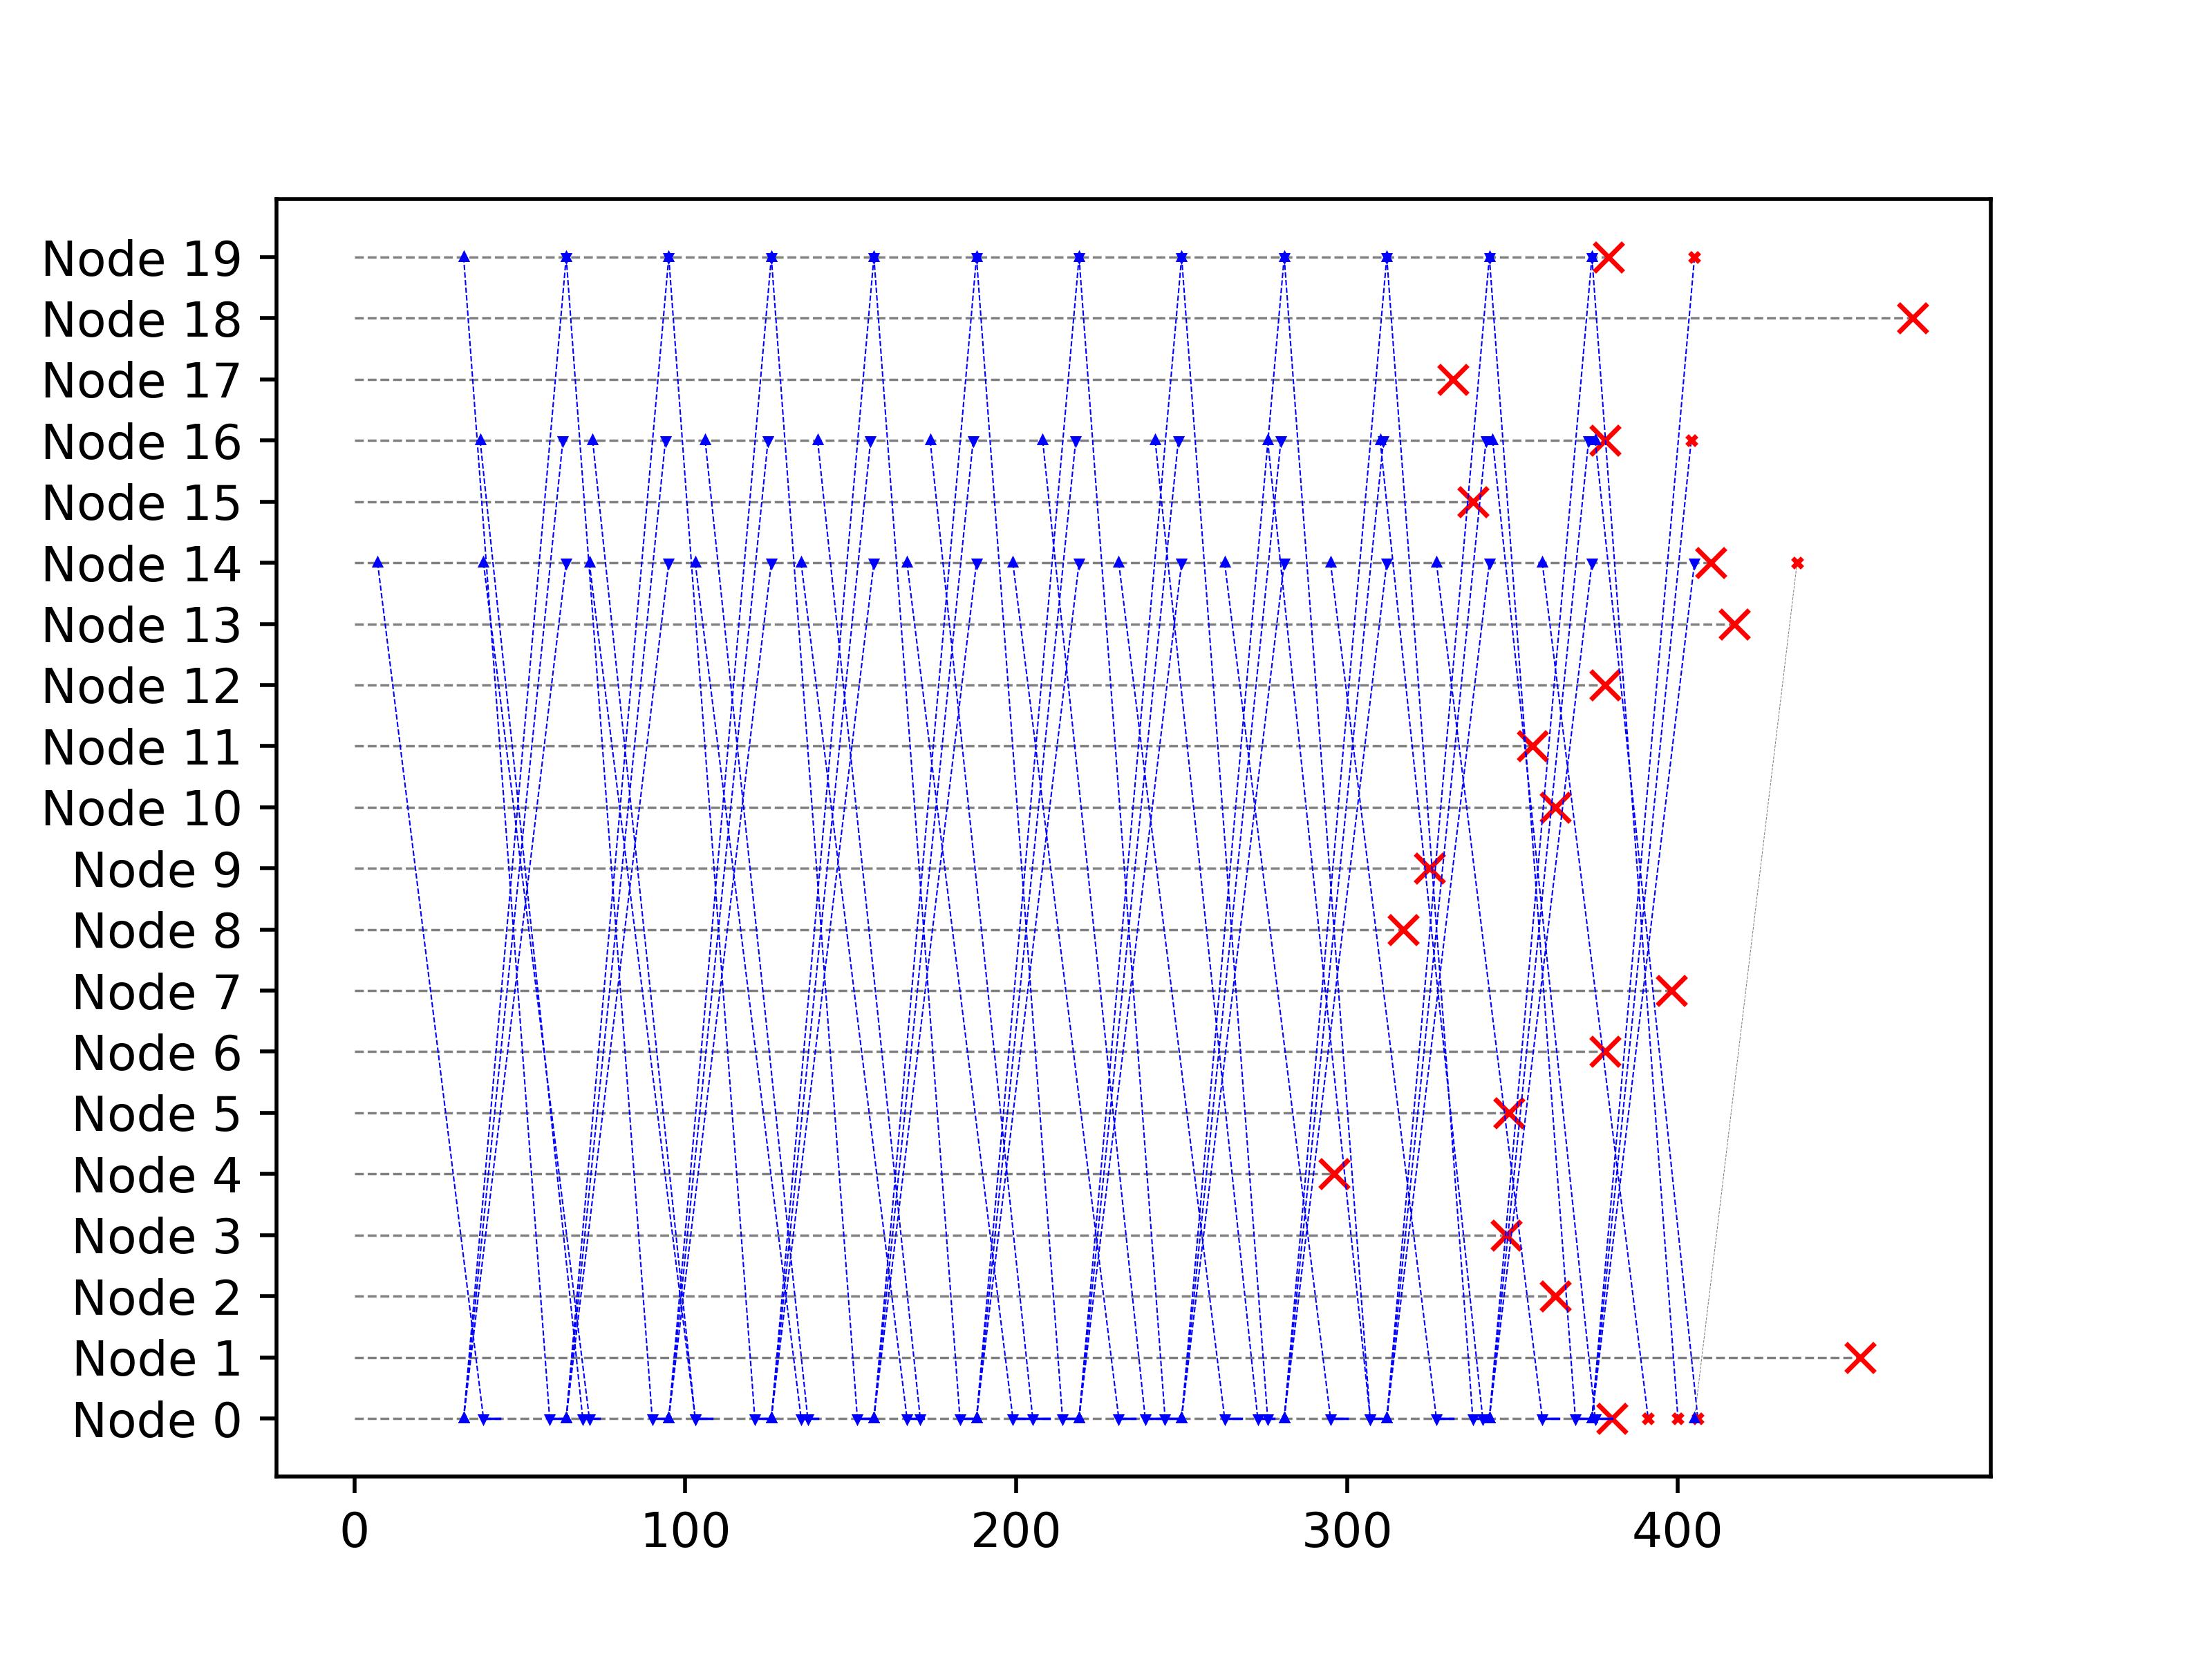 Node 19
Node 18
Node 17
Node 16
Node 15
Node 14
Node 13
Node 12
Node 11
Node 10
Node 9
Node 8
Node 7
Node 6
Node 5
Node 4
Node 3
Node 2
Node 1
Node 0
0 100 200 300 400